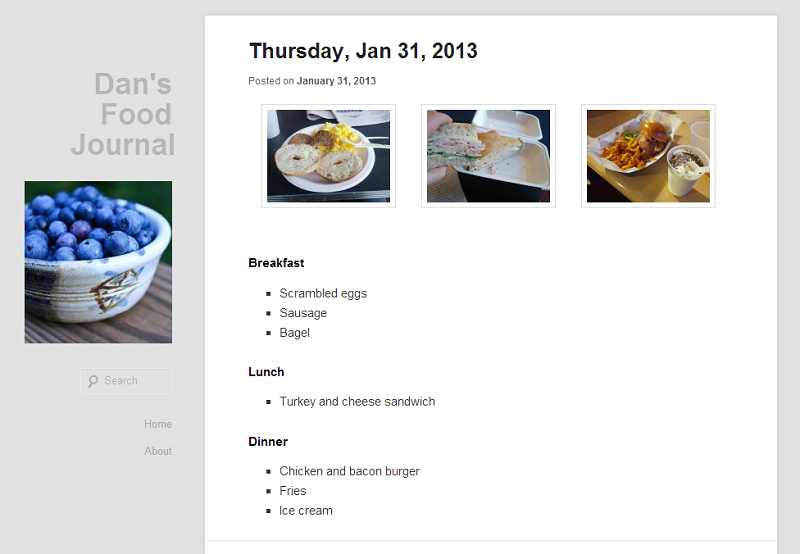 Dan's
Food
Journal
Search
Home
About
Thursday, Jan 31, 2013
Posted on January 31, 2013
Breakfast
Scrambled eggs
Sausage
Bagel
Lunch
Turkey and cheese sandwich
Dinner
Chicken and bacon burger
Fries
Ice cream